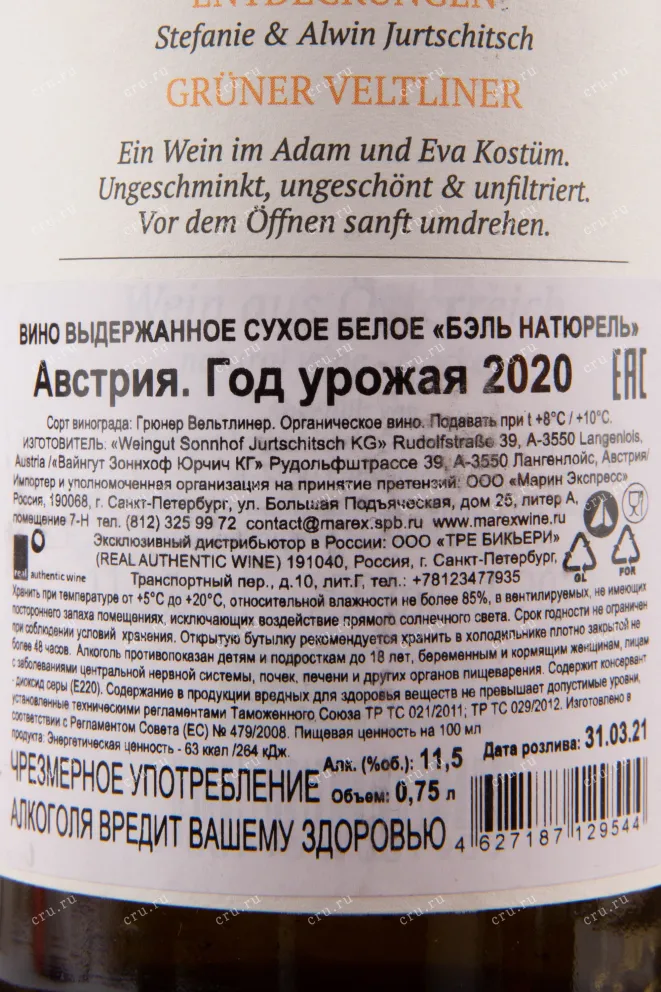 ENTDECKUNGEN
Stefanie & Alwin Jurtschitsch
GRÜNER VELTLINER
Ein Wein im Adam und Eva Kostüm.
Ungeschminkt, ungeschönt & unfiltriert.
Vor dem Öffnen sanft umdrehen.
Wein aus Österreich
ВИНО ВЫДЕРЖАННОЕ СУХОЕ БЕЛОЕ «БЭЛЬ НАТЮРЕЛЬ»
Австрия. Год урожая 2020 ЕАС
Сорт винограда: Грюнер Вельтлинер. Органическое вино. Подавать при t +8°C / +10°C.
ИЗГОТОВИТЕЛЬ: «Weingut Sonnhof Jurtschitsch KG» Rudolfstraße 39, A-3550 Langenlois,
Austria /«Вайнгут Зоннхоф Юрчич КГ» Рудольфштрассе 39, А-3550 Лангенлойс, Австрия/
Импортер и уполномоченная организация на принятие претензий: ООО «Марин Экспресс»
Россия, 190068, г. Санкт-Петербург, ул. Большая Подъяческая, дом 25, литер А,
помещение 7-Н тел. (812) 325 99 72 contact@marex.spb.ru www.marexwine.ru
Эксклюзивный дистрибьютор в России: ООО «ТРЕ БИКЬЕРИ»
(REAL AUTHENTIC WINE) 191040, Россия, г. Санкт-Петербург,
real authentic wine Транспортный пер., д.10, лит.Г, тел.: +78123477935
GL FOR
Хранить при температуре от +5°C до +20°C, относительной влажности не более 85%, в вентилируемых, не имеющих
постороннего запаха помещениях, исключающих воздействие прямого солнечного света. Срок годности не ограничен
при соблюдении условий хранения. Открытую бутылку рекомендуется хранить в холодильнике плотно закрытой не
более 48 часов. Алкоголь противопоказан детям и подросткам до 18 лет, беременным и кормящим женщинам, лицам
с заболеваниями центральной нервной системы, почек, печени и других органов пищеварения. Содержит консервант
- диоксид серы (E220). Содержание в продукции вредных для здоровья веществ не превышает допустимые уровни,
установленные техническими регламентами Таможенного Союза ТР ТС 021/2011; ТР ТС 029/2012. Изготовлено в
соответствии с Регламентом Совета (ЕС) № 479/2008. Пищевая ценность на 100 мл
продукта: Энергетическая ценность - 63 ккал /264 кДж.
Алк. (%об.): 11,5 Дата розлива: 31.03.21
ЧРЕЗМЕРНОЕ УПОТРЕБЛЕНИЕ Объем: 0,75 л
АЛКОГОЛЯ ВРЕДИТ ВАШЕМУ ЗДОРОВЬЮ
4 627187 129544
cru.ru